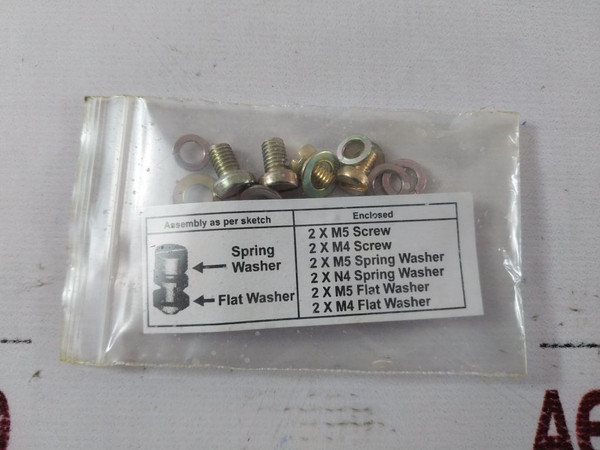 Assembly as per sketch
Spring
Washer
Flat Washer
Enclosed
2 X M5 Screw
2 X M4 Screw
2 X M5 Spring Washer
2 X N4 Spring Washer
2 X M5 Flat Washer
2 X M4 Flat Washer